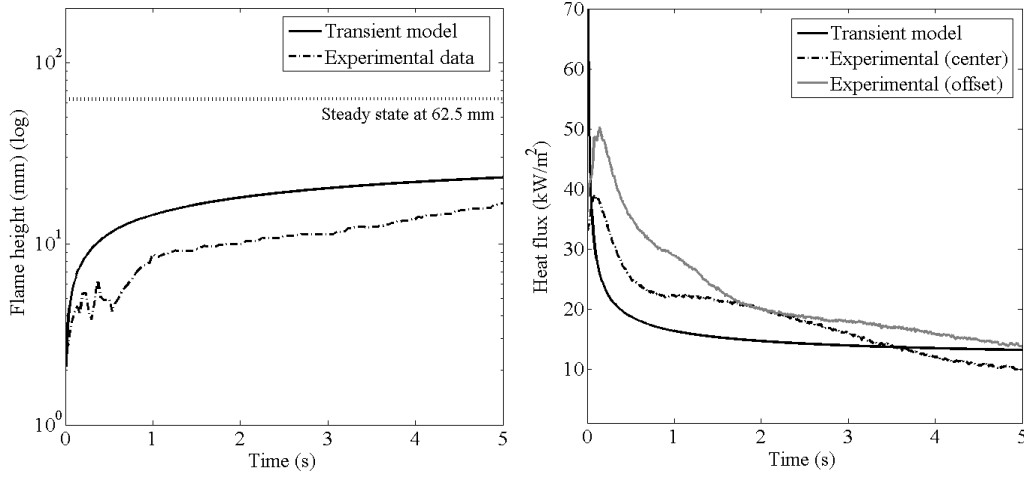 Transient model
Experimental data
Steady state at 62.5 mm
Flame height (mm) (log)
10^2
10^1
10^0
0 1 2 3 4 5
Time (s)
Transient model
Experimental (center)
Experimental (offset)
Heat flux (kW/m^2)
70
60
50
40
30
20
10
0 1 2 3 4 5
Time (s)